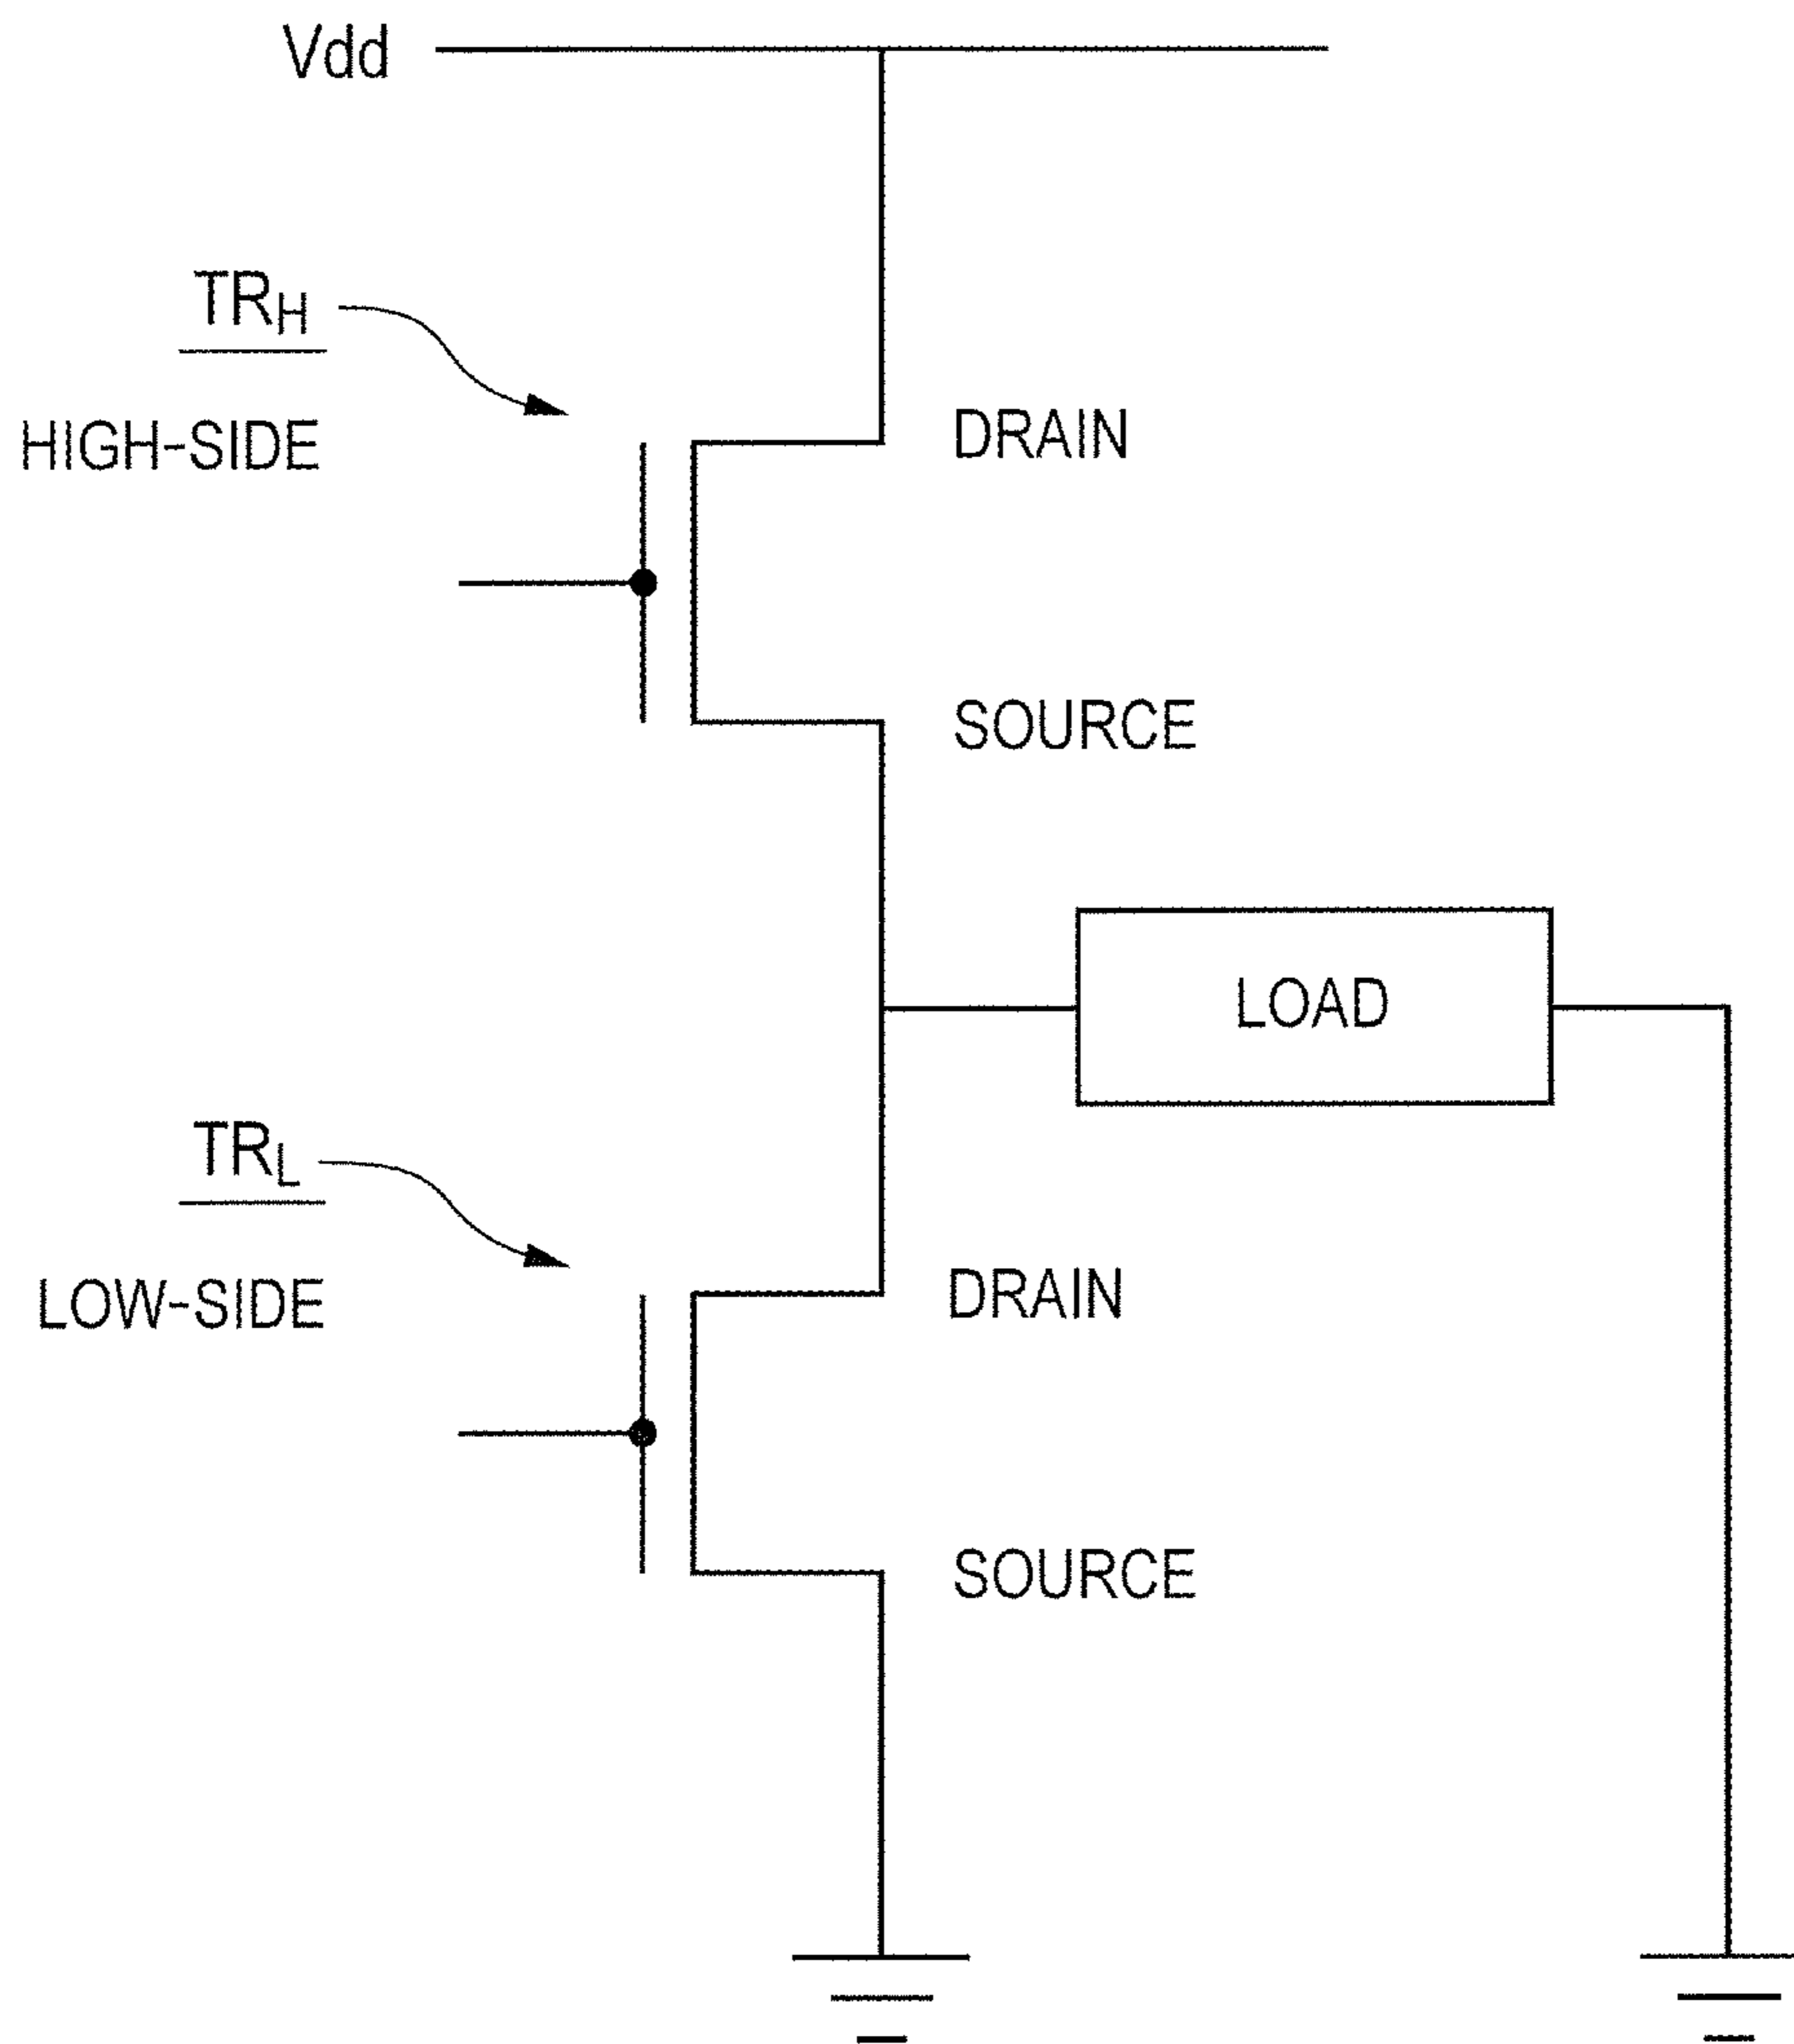 Vdd
TRH
HIGH-SIDE
DRAIN
SOURCE
LOAD
TRL
LOW-SIDE
DRAIN
SOURCE